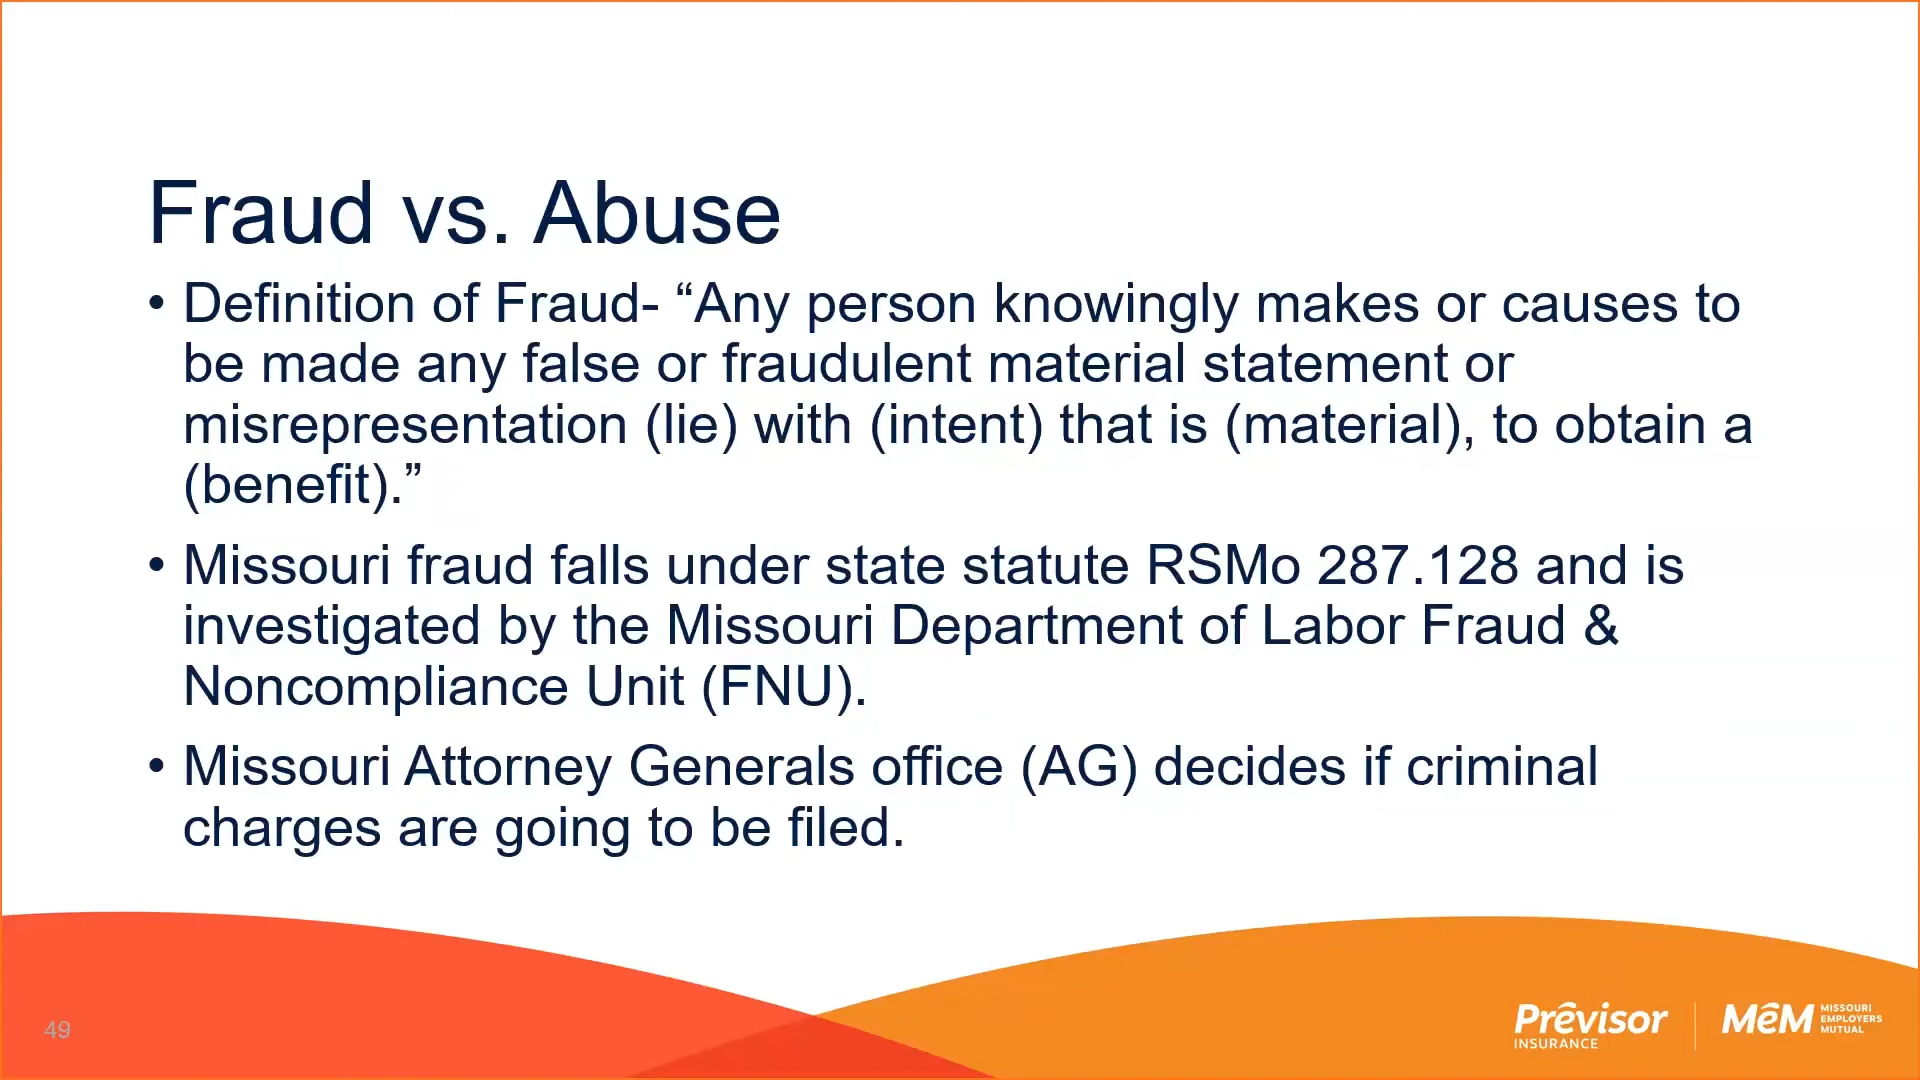 Fraud vs. Abuse
• Definition of Fraud- “Any person knowingly makes or causes to
be made any false or fraudulent material statement or
misrepresentation (lie) with (intent) that is (material), to obtain a
(benefit).”
• Missouri fraud falls under state statute RSMo 287.128 and is
investigated by the Missouri Department of Labor Fraud &
Noncompliance Unit (FNU).
• Missouri Attorney Generals office (AG) decides if criminal
charges are going to be filed.
49
Prēvisor
INSURANCE
MēM
MISSOURI
EMPLOYERS
MUTUAL